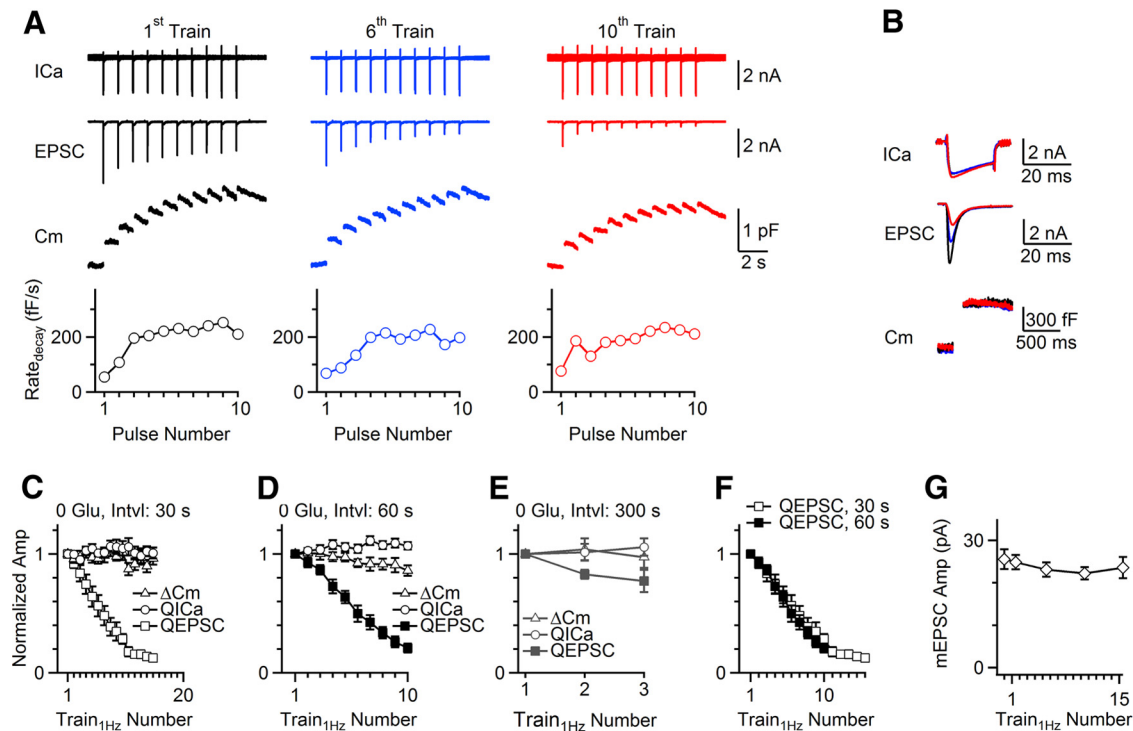 A
1st Train
6th Train
10th Train
ICa
2 nA
EPSC
2 nA
Cm
1 pF
2 s
Ratedecay (fF/s)
200
0
1
10
Pulse Number
200
0
1
10
Pulse Number
200
0
1
10
Pulse Number
B
ICa
2 nA
20 ms
EPSC
2 nA
20 ms
Cm
300 fF
500 ms
C
0 Glu, Intvl: 30 s
Normalized Amp
1
0
ΔCm
QICa
QEPSC
1
20
Train1Hz Number
D
0 Glu, Intvl: 60 s
1
0
ΔCm
QICa
QEPSC
1
10
Train1Hz Number
E
0 Glu, Intvl: 300 s
1
0
ΔCm
QICa
QEPSC
1
2
3
Train1Hz Number
F
QEPSC, 30 s
QEPSC, 60 s
1
0
1
10
Train1Hz Number
G
mEPSC Amp (pA)
30
0
1
15
Train1Hz Number